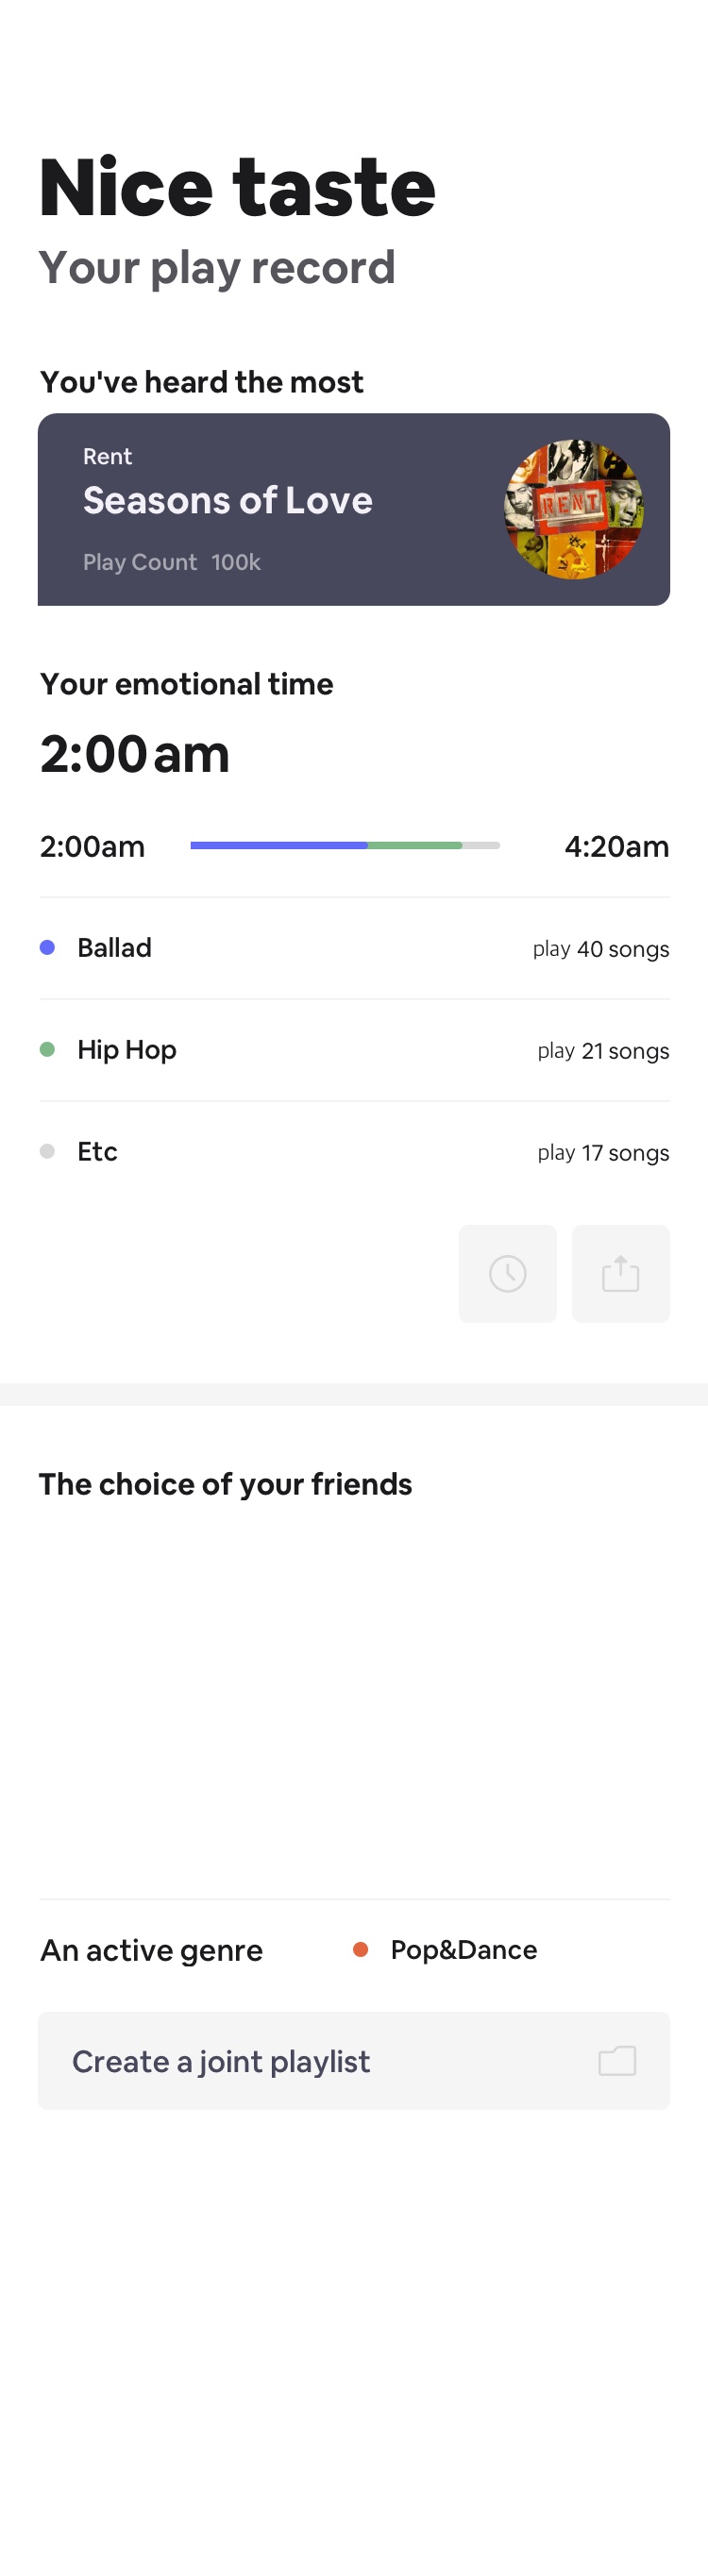 Nice taste
Your play record
You've heard the most
Rent
Seasons of Love
Play Count 100k
RENT
Your emotional time
2:00 am
2:00am 4:20am
Ballad play 40 songs
Hip Hop play 21 songs
Etc play 17 songs
The choice of your friends
An active genre Pop&Dance
Create a joint playlist